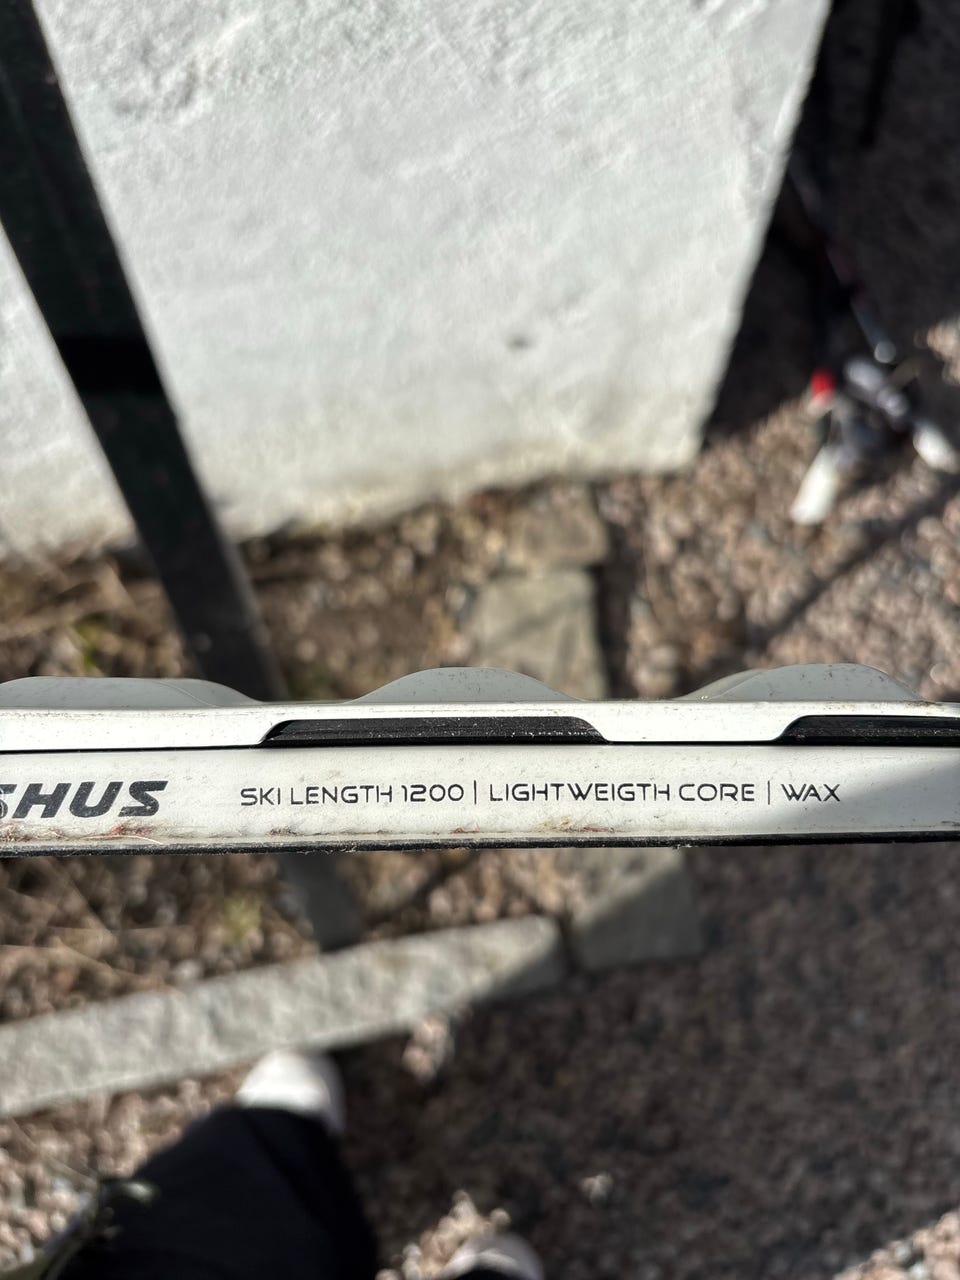 SHUS SKI LENGTH 1200 | LIGHTWEIGTH CORE | WAX